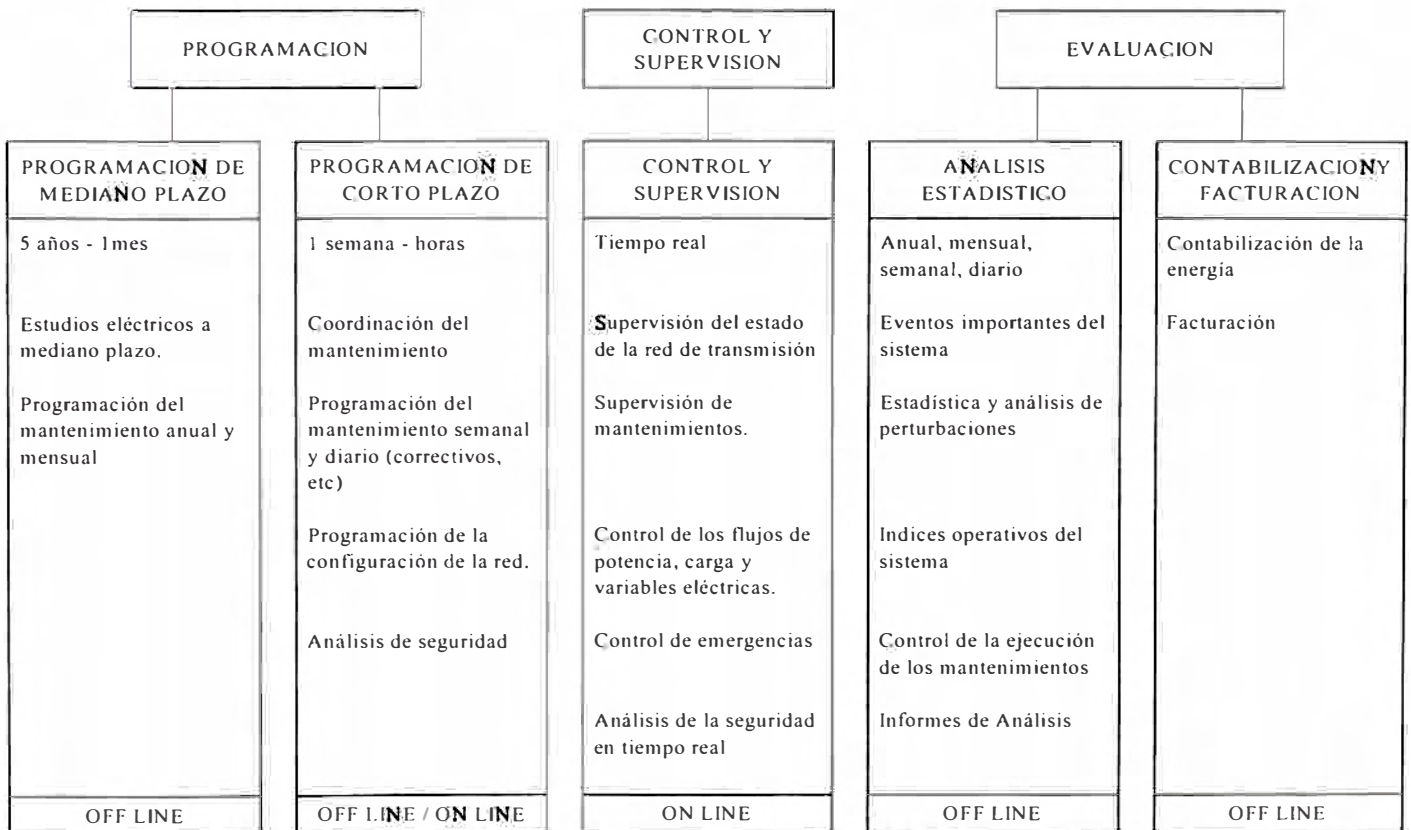 PROGRAMACION
CONTROL Y
SUPERVISION
EVALUACION
PROGRAMACION DE
MEDIANO PLAZO
5 años - 1mes
Estudios eléctricos a
mediano plazo.
Programación del
mantenimiento anual y
mensual
OFF LINE
PROGRAMACION DE
CORTO PLAZO
1 semana - horas
Coordinación del
mantenimiento
Programación del
mantenimiento semanal
y diario (correctivos,
etc)
Programación de la
configuración de la red.
Análisis de seguridad
OFF LINE / ON LINE
CONTROL Y
SUPERVISION
Tiempo real
Supervisión del estado
de la red de transmisión
Supervisión de
mantenimientos.
Control de los flujos de
potencia, carga y
variables eléctricas.
Control de emergencias
Análisis de la seguridad
en tiempo real
ON LINE
ANALISIS
ESTADISTICO
Anual, mensual,
semanal, diario
Eventos importantes del
sistema
Estadística y análisis de
perturbaciones
Indices operativos del
sistema
Control de la ejecución
de los mantenimientos
Informes de Análisis
OFF LINE
CONTABILIZACION Y
FACTURACION
Contabilización de la
energía
Facturación
OFF LINE